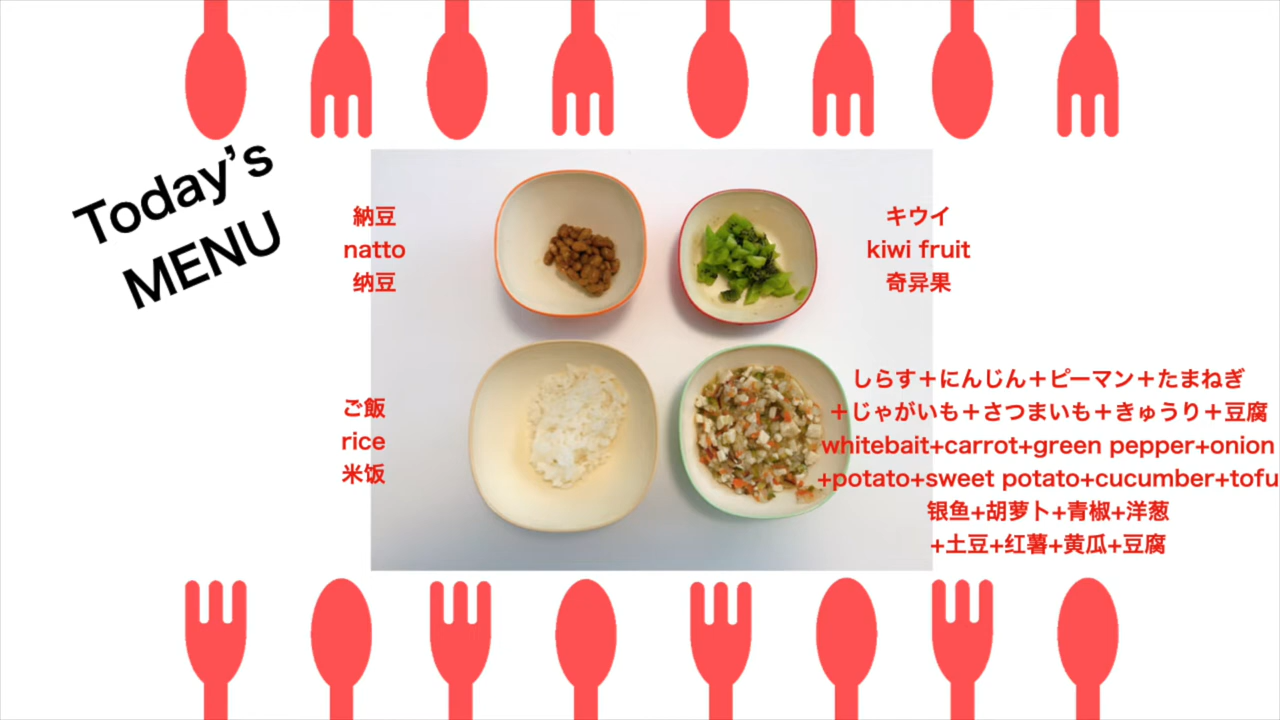 Today's
MENU
納豆
natto
纳豆
キウイ
kiwi fruit
奇异果
ご飯
rice
米饭
しらす＋にんじん＋ピーマン＋たまねぎ
＋じゃがいも＋さつまいも＋きゅうり＋豆腐
whitebait+carrot+green pepper+onion
+potato+sweet potato+cucumber+tofu
银鱼+胡萝卜+青椒+洋葱
+土豆+红薯+黄瓜+豆腐